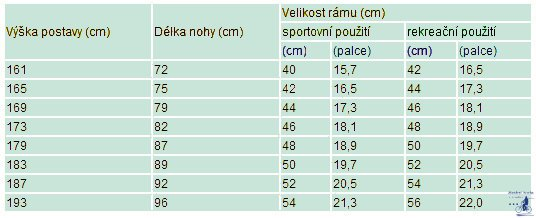 Velikost rámu (cm)
Výška postavy (cm) Délka nohy (cm) sportovní použití rekreační použití
(cm) (palce) (cm) (palce)
161 72 40 15,7 42 16,5
165 75 42 16,5 44 17,3
169 79 44 17,3 46 18,1
173 82 46 18,1 48 18,9
179 87 48 18,9 50 19,7
183 89 50 19,7 52 20,5
187 92 52 20,5 54 21,3
193 96 54 21,3 56 22,0